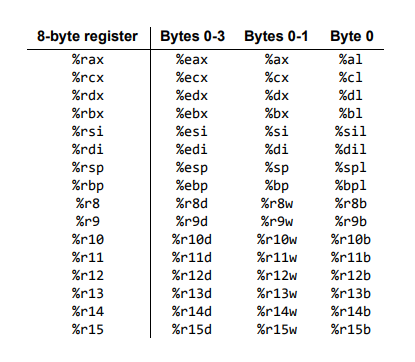 8-byte register Bytes 0-3 Bytes 0-1 Byte 0
%rax %eax %ax %al
%rcx %ecx %cx %cl
%rdx %edx %dx %dl
%rbx %ebx %bx %bl
%rsi %esi %si %sil
%rdi %edi %di %dil
%rsp %esp %sp %spl
%rbp %ebp %bp %bpl
%r8 %r8d %r8w %r8b
%r9 %r9d %r9w %r9b
%r10 %r10d %r10w %r10b
%r11 %r11d %r11w %r11b
%r12 %r12d %r12w %r12b
%r13 %r13d %r13w %r13b
%r14 %r14d %r14w %r14b
%r15 %r15d %r15w %r15b